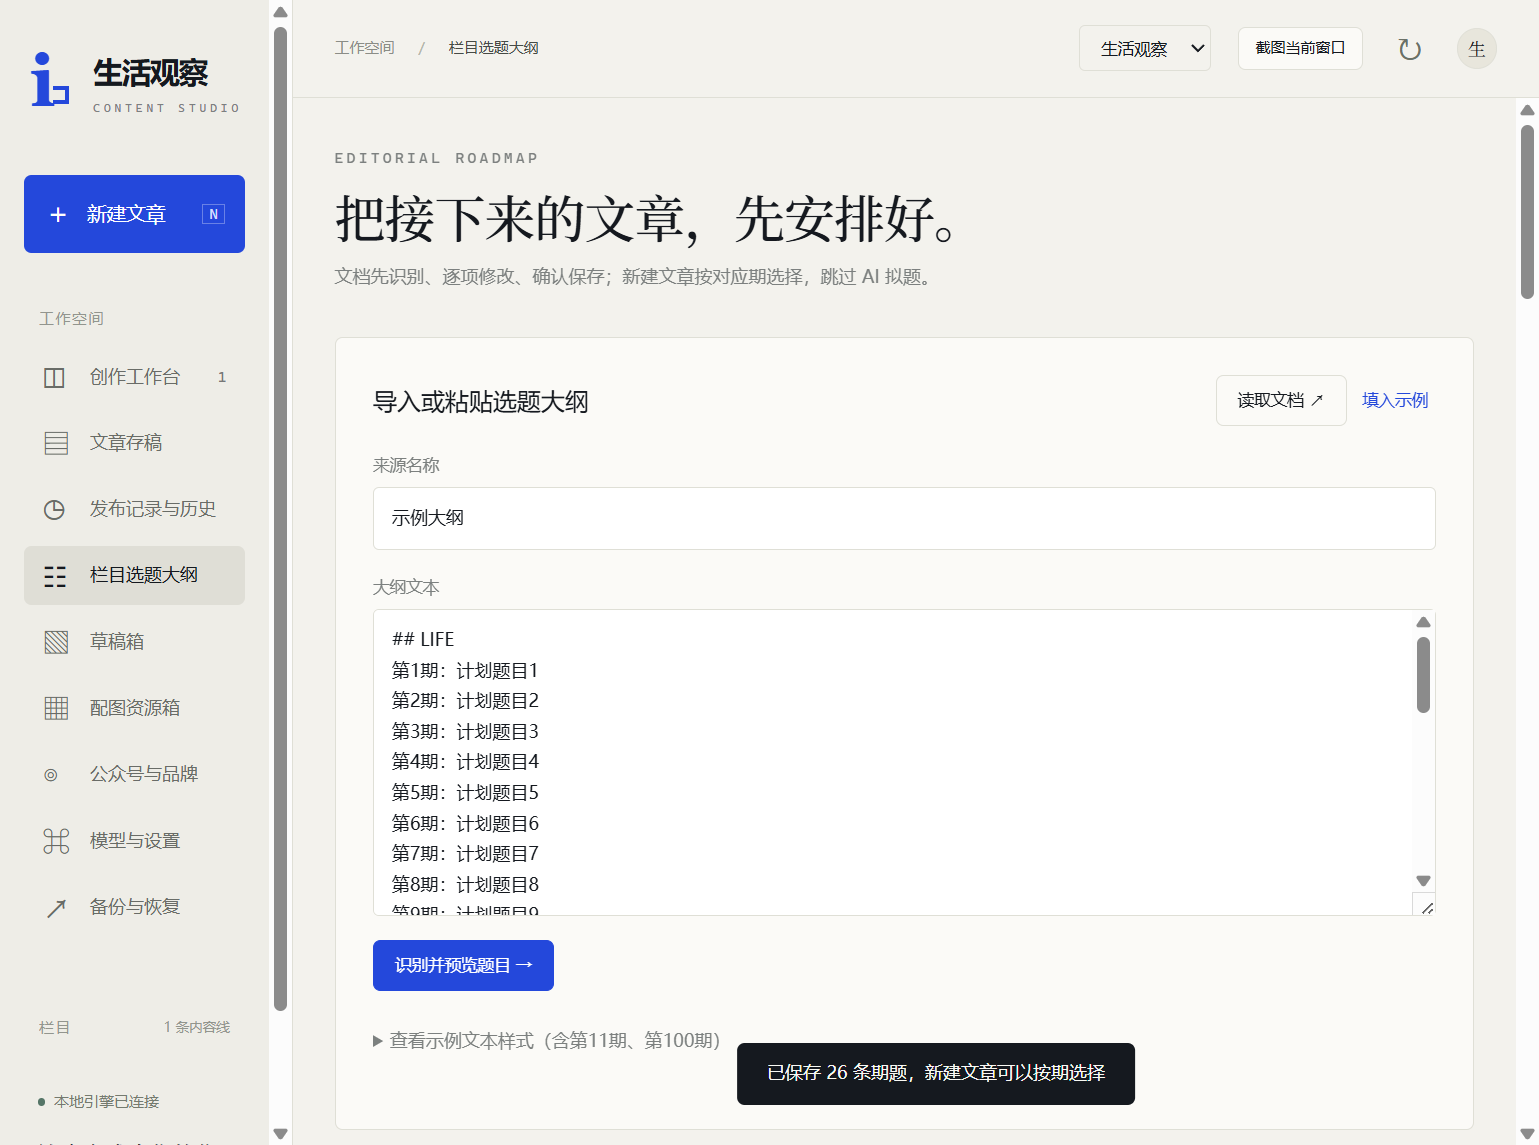 生活观察
CONTENT STUDIO
+ 新建文章 N
工作空间
创作工作台 1
文章存稿
发布记录与历史
栏目选题大纲
草稿箱
配图资源箱
公众号与品牌
模型与设置
备份与恢复
栏目 1 条内容线
本地引擎已连接
工作空间 / 栏目选题大纲
生活观察
截图当前窗口
生
EDITORIAL ROADMAP
把接下来的文章，先安排好。
文档先识别、逐项修改、确认保存；新建文章按对应期选择，跳过 AI 拟题。
导入或粘贴选题大纲
读取文档 ↗
填入示例
来源名称
示例大纲
大纲文本
## LIFE
第1期：计划题目1
第2期：计划题目2
第3期：计划题目3
第4期：计划题目4
第5期：计划题目5
第6期：计划题目6
第7期：计划题目7
第8期：计划题目8
第9期：计划题目9
识别并预览题目 →
▶ 查看示例文本样式（含第11期、第100期）
已保存 26 条期题，新建文章可以按期选择